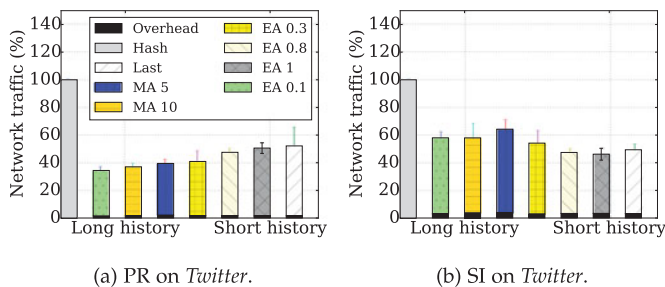 Network traffic (%)
140
120
100
80
60
40
20
0
Overhead
Hash
Last
MA 5
MA 10
EA 0.3
EA 0.8
EA 1
EA 0.1
Long history
Short history
(a) PR on Twitter.
Network traffic (%)
140
120
100
80
60
40
20
0
Long history
Short history
(b) SI on Twitter.